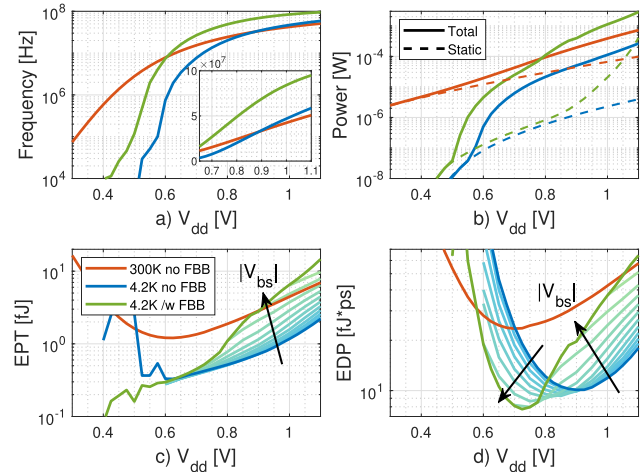 10^8
10^6
10^4
Frequency [Hz]
× 10^7
10
5
0
0.7 0.8 0.9 1 1.1
0.4 0.6 0.8 1
a) V_dd [V]
10^-4
10^-6
10^-8
Power [W]
Total
Static
0.4 0.6 0.8 1
b) V_dd [V]
10^1
10^0
10^-1
EPT [fJ]
300K no FBB
4.2K no FBB
4.2K /w FBB
|V_bs|
0.4 0.6 0.8 1
c) V_dd [V]
10^1
EDP [fJ*ps]
|V_bs|
0.4 0.6 0.8 1
d) V_dd [V]